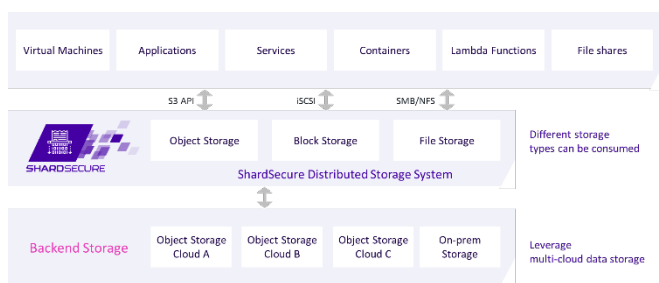 Virtual Machines
Applications
Services
Containers
Lambda Functions
File shares
S3 API
iSCSI
SMB/NFS
SHARDSECURE
Object Storage
Block Storage
File Storage
ShardSecure Distributed Storage System
Different storage
types can be consumed
Backend Storage
Object Storage
Cloud A
Object Storage
Cloud B
Object Storage
Cloud C
On-prem
Storage
Leverage
multi-cloud data storage